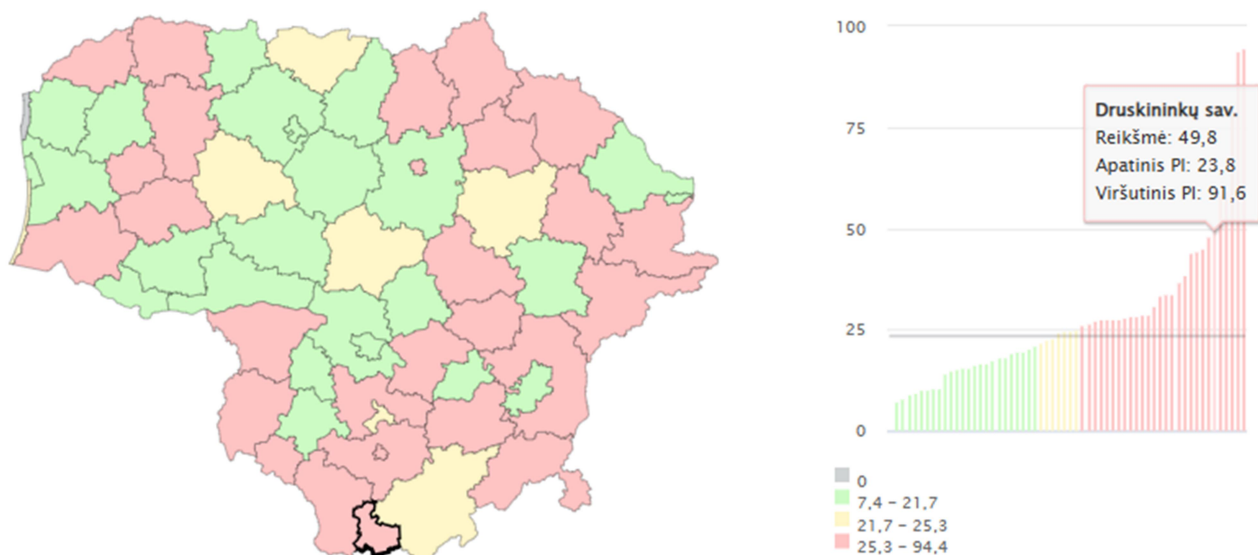 100
75
50
25
0
Druskininkų sav.
Reikšmė: 49,8
Apatinis PI: 23,8
Viršutinis PI: 91,6
0
7,4 – 21,7
21,7 – 25,3
25,3 – 94,4